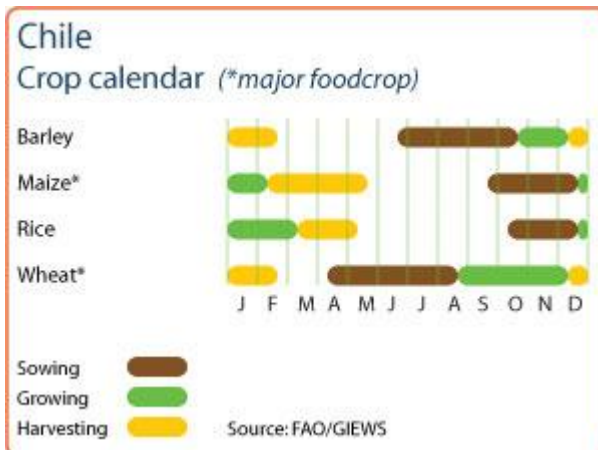 Chile
Crop calendar (*major foodcrop)
Barley
Maize*
Rice
Wheat*
J F M A M J J A S O N D
Sowing
Growing
Harvesting Source: FAO/GIEWS